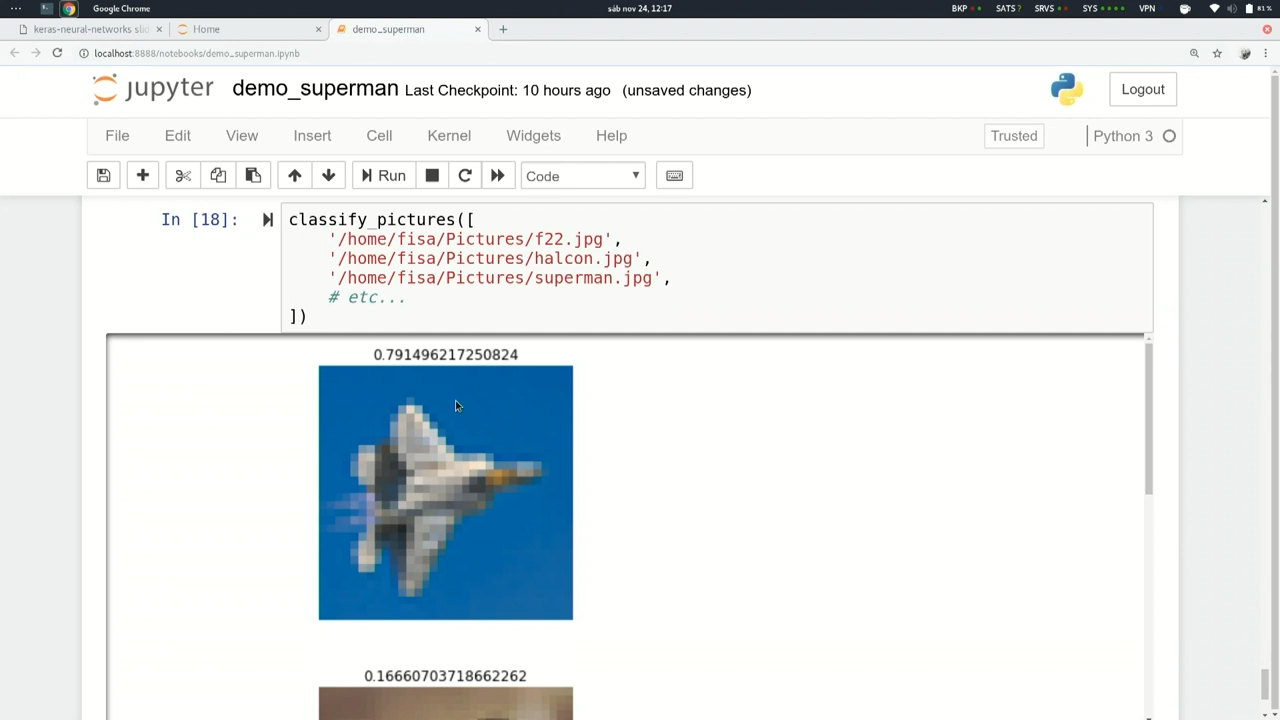 Google Chrome
sáb nov 24, 12:17
BKP
SATS?
SRVS
SYS
VPN
81 %
keras-neural-networks slid
Home
demo_superman
localhost:8888/notebooks/demo_superman.ipynb
jupyter
demo_superman Last Checkpoint: 10 hours ago (unsaved changes)
Logout
File Edit View Insert Cell Kernel Widgets Help
Trusted
Python 3
Run
Code
In [18]:
classify_pictures([
'/home/fisa/Pictures/f22.jpg',
'/home/fisa/Pictures/halcon.jpg',
'/home/fisa/Pictures/superman.jpg',
# etc...
])
0.791496217250824
0.16660703718662262